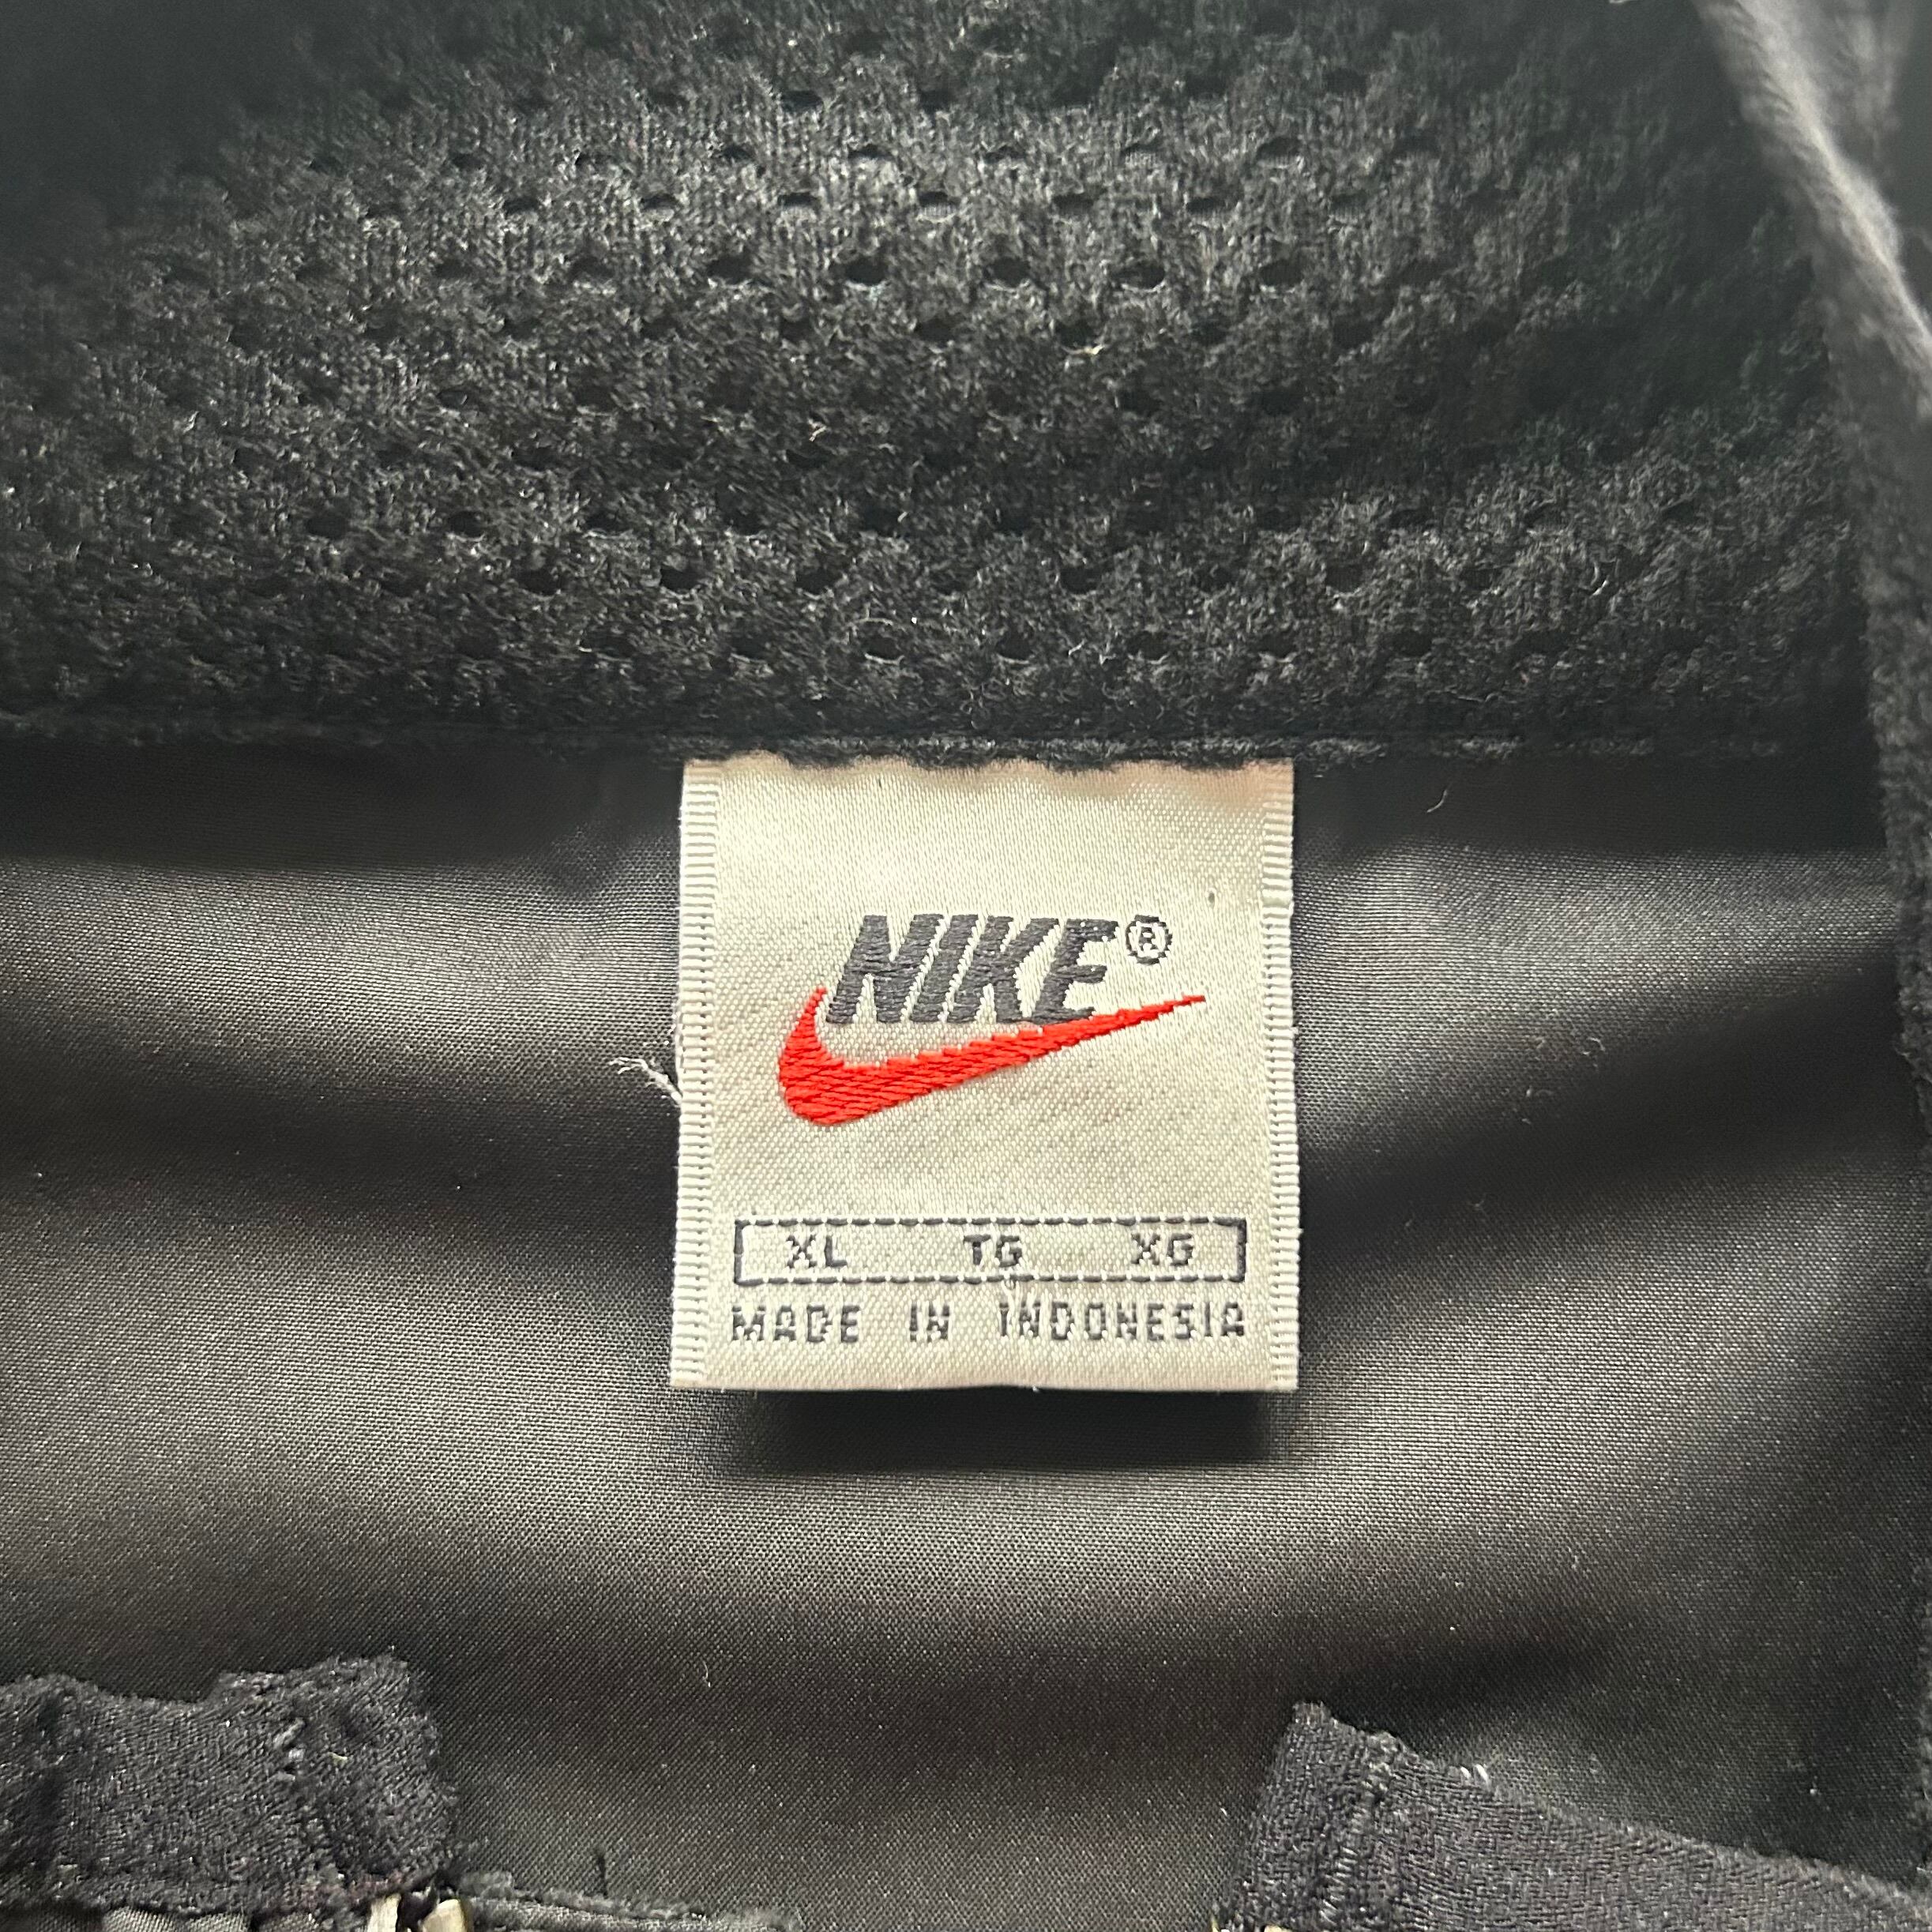 NIKE®
XL TG XG
MADE IN INDONESIA